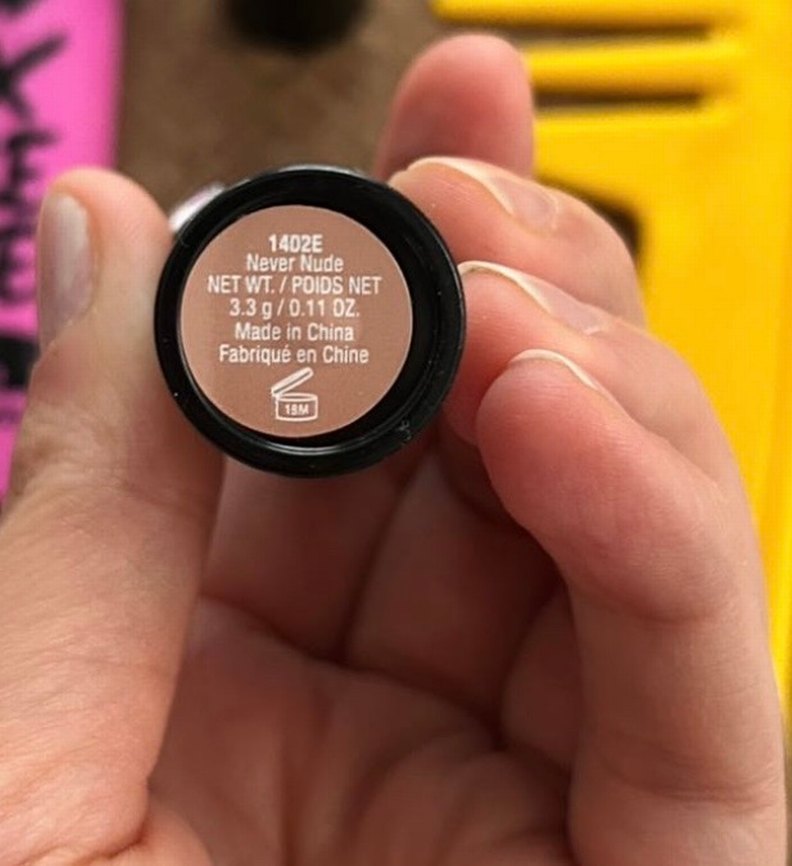 1402E
Never Nude
NET WT. / POIDS NET
3.3 g / 0.11 OZ.
Made in China
Fabriqué en Chine
18M